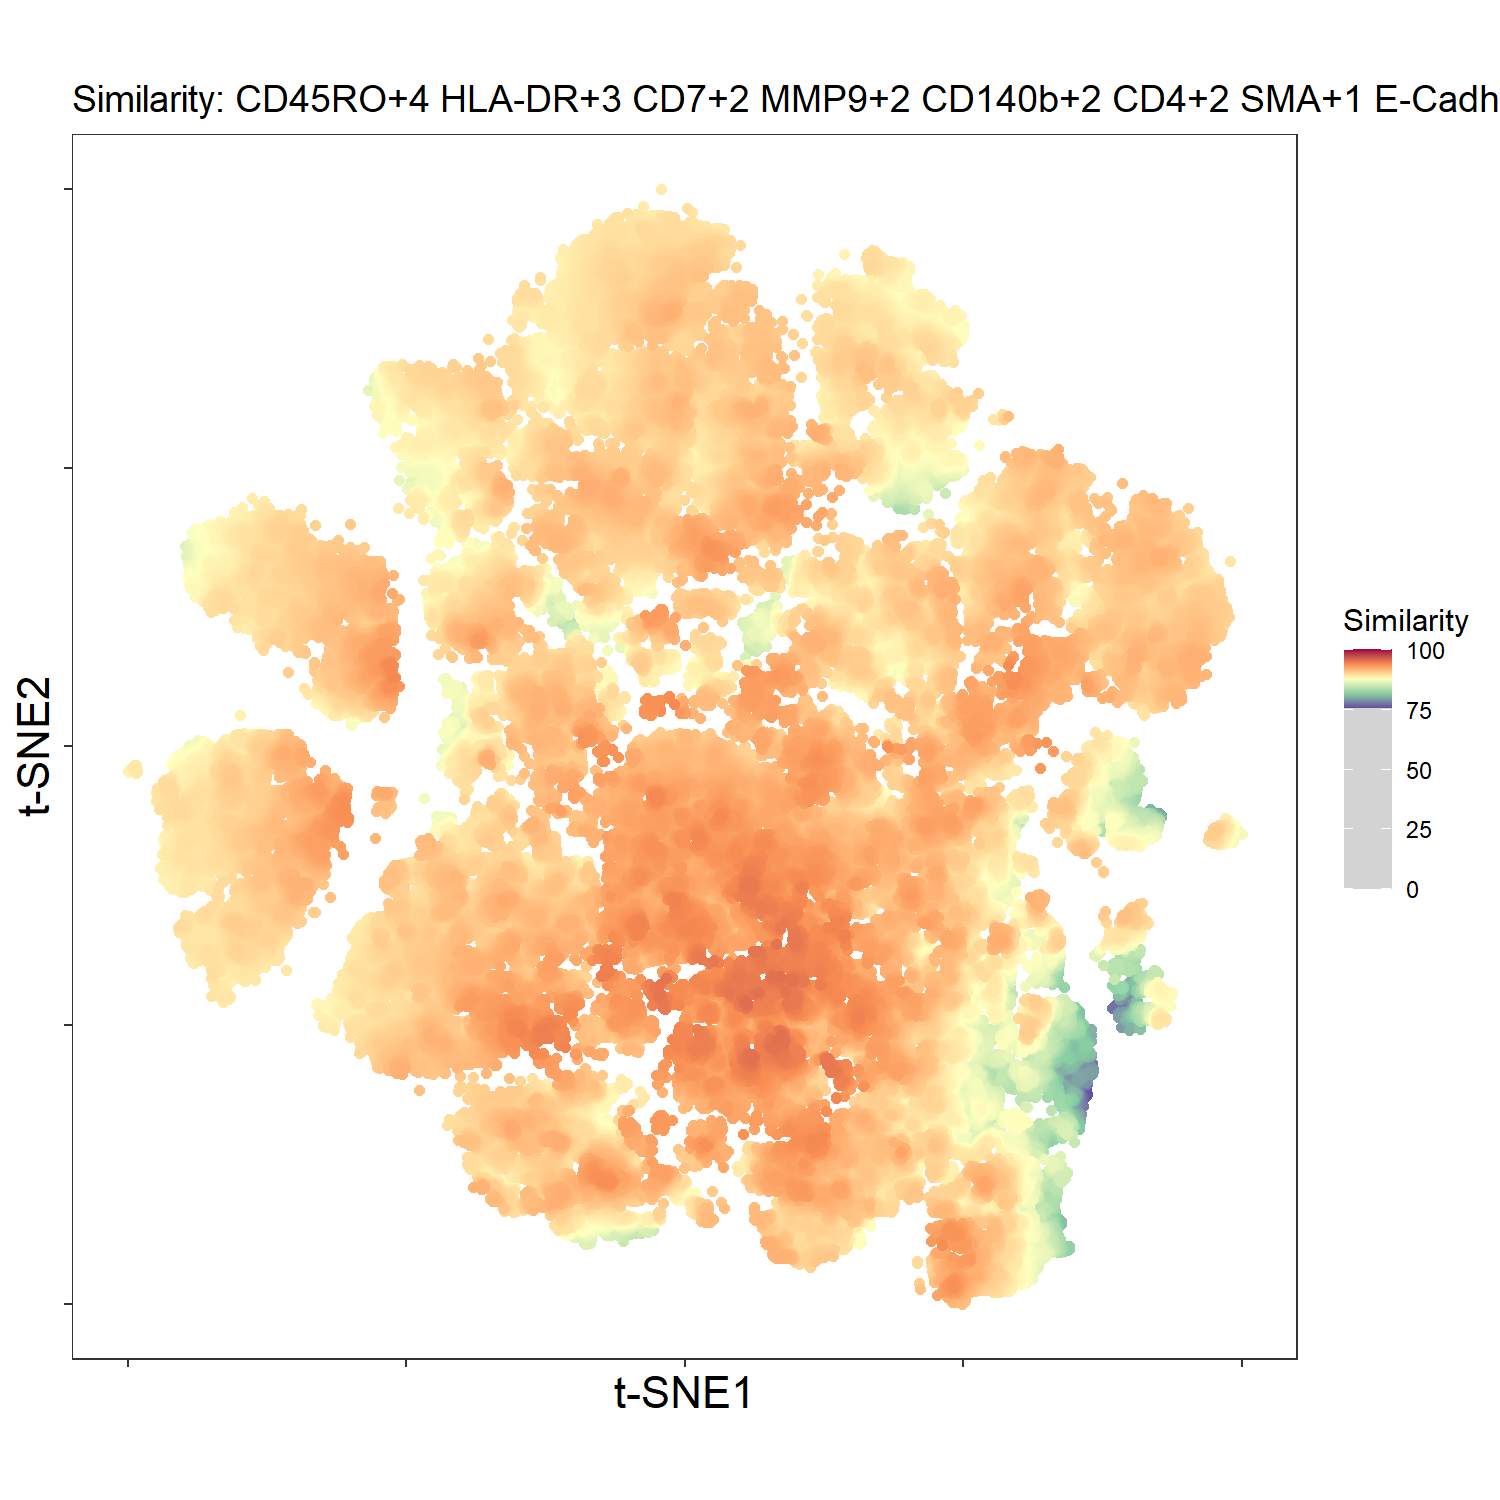 Similarity: CD45RO+4 HLA-DR+3 CD7+2 MMP9+2 CD140b+2 CD4+2 SMA+1 E-Cadh
Similarity
100
75
50
25
0
t-SNE2
t-SNE1